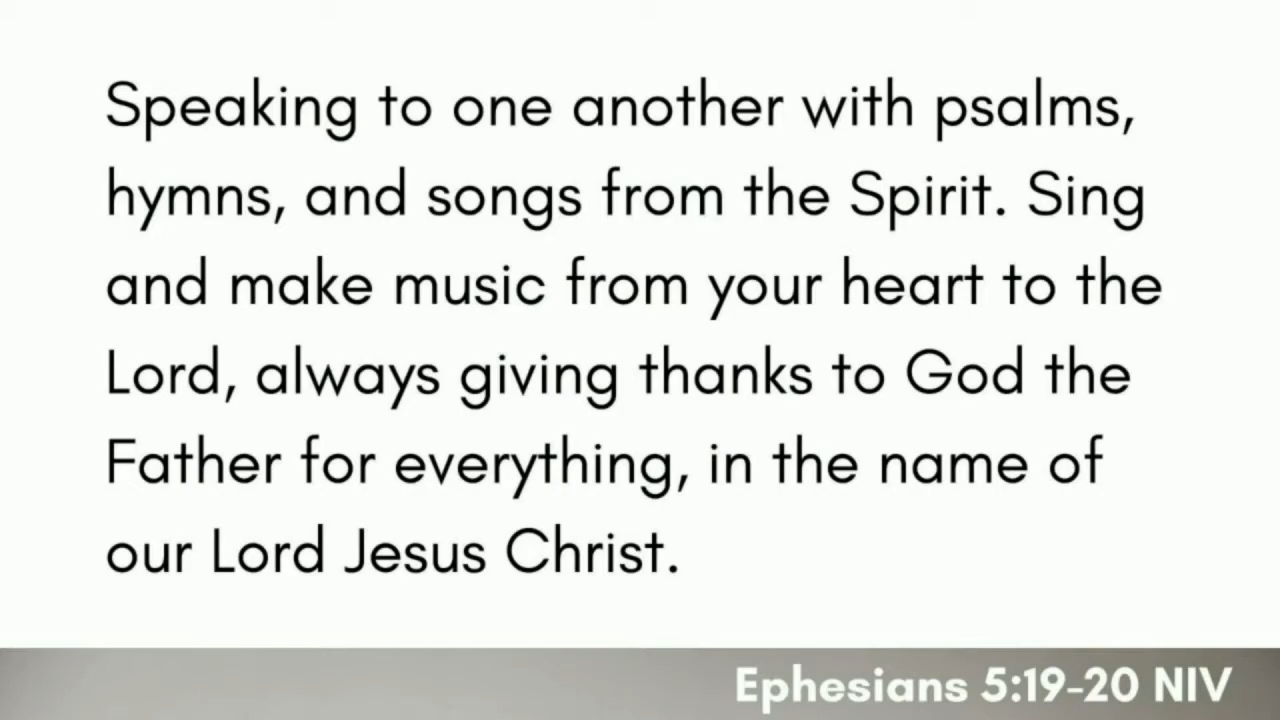 Speaking to one another with psalms,
hymns, and songs from the Spirit. Sing
and make music from your heart to the
Lord, always giving thanks to God the
Father for everything, in the name of
our Lord Jesus Christ.
Ephesians 5:19-20 NIV